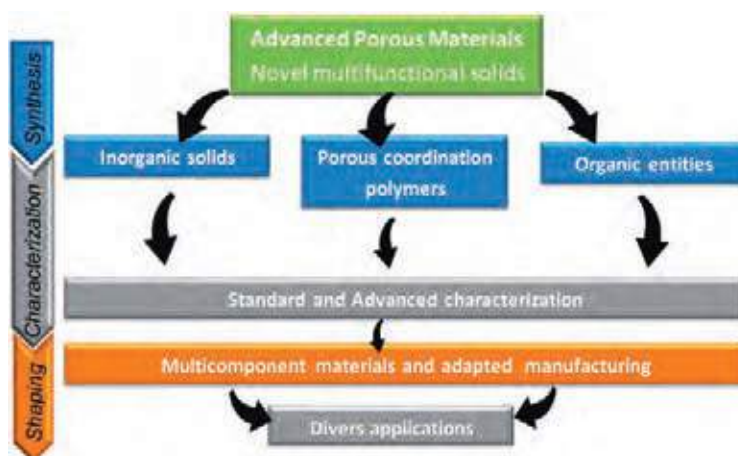 Advanced Porous Materials
Novel multifunctional solids
Synthesis
Inorganic solids
Porous coordination
polymers
Organic entities
Characterization
Standard and Advanced characterization
Shaping
Multicomponent materials and adapted manufacturing
Divers applications